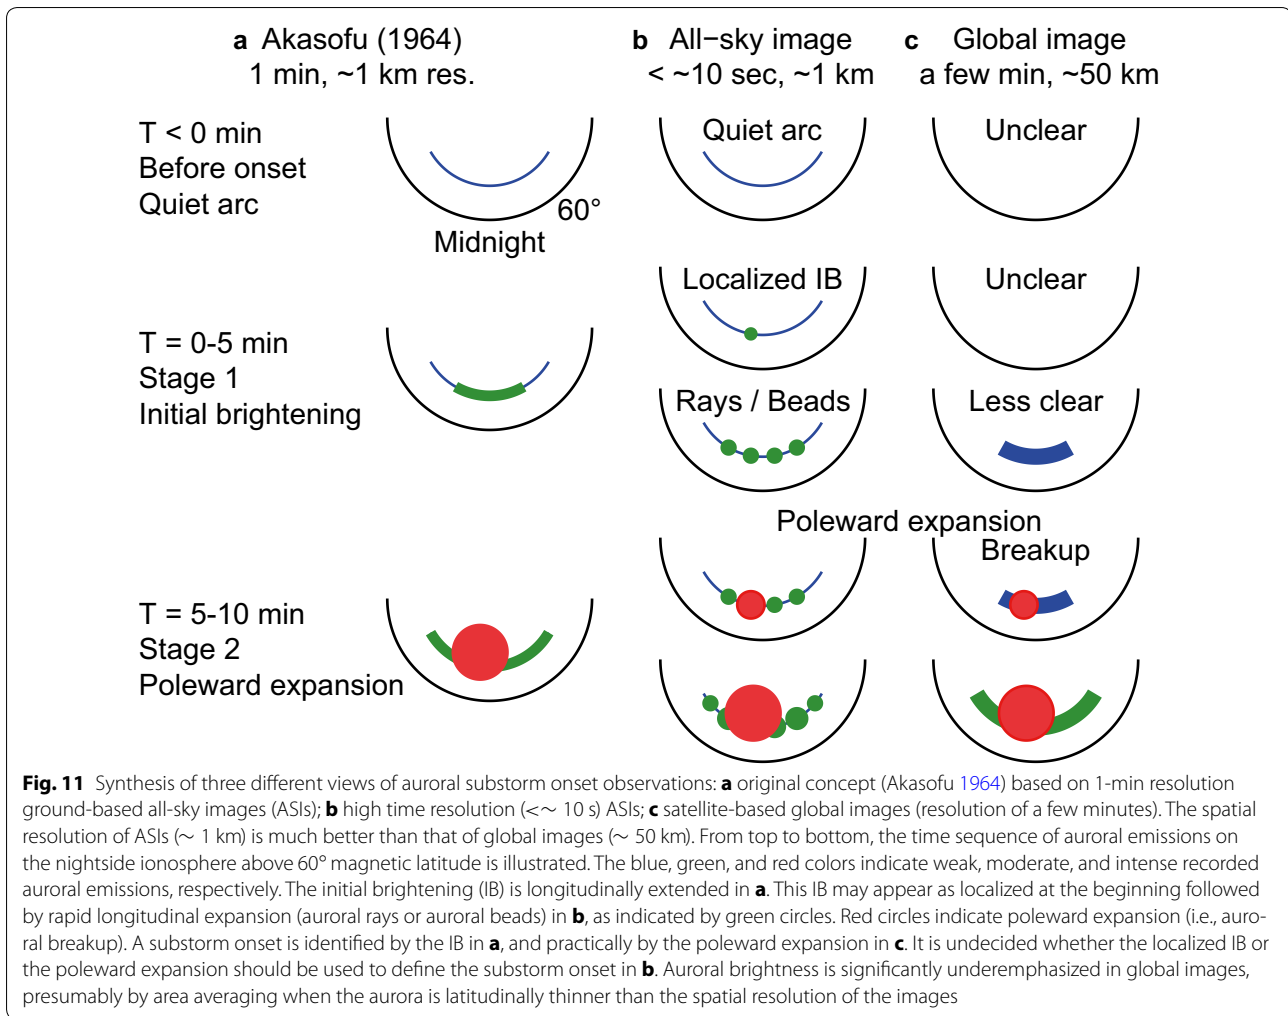 a Akasofu (1964)
1 min, ~1 km res.
b All−sky image
< ~10 sec, ~1 km
c Global image
a few min, ~50 km
T < 0 min
Before onset
Quiet arc
60°
Midnight
Quiet arc
Unclear
T = 0-5 min
Stage 1
Initial brightening
Localized IB
Unclear
Rays / Beads
Less clear
T = 5-10 min
Stage 2
Poleward expansion
Poleward expansion
Breakup
Fig. 11 Synthesis of three different views of auroral substorm onset observations: a original concept (Akasofu 1964) based on 1-min resolution
ground-based all-sky images (ASIs); b high time resolution (<∼ 10 s) ASIs; c satellite-based global images (resolution of a few minutes). The spatial
resolution of ASIs (∼ 1 km) is much better than that of global images (∼ 50 km). From top to bottom, the time sequence of auroral emissions on
the nightside ionosphere above 60° magnetic latitude is illustrated. The blue, green, and red colors indicate weak, moderate, and intense recorded
auroral emissions, respectively. The initial brightening (IB) is longitudinally extended in a. This IB may appear as localized at the beginning followed
by rapid longitudinal expansion (auroral rays or auroral beads) in b, as indicated by green circles. Red circles indicate poleward expansion (i.e., auro-
ral breakup). A substorm onset is identified by the IB in a, and practically by the poleward expansion in c. It is undecided whether the localized IB or
the poleward expansion should be used to define the substorm onset in b. Auroral brightness is significantly underemphasized in global images,
presumably by area averaging when the aurora is latitudinally thinner than the spatial resolution of the images